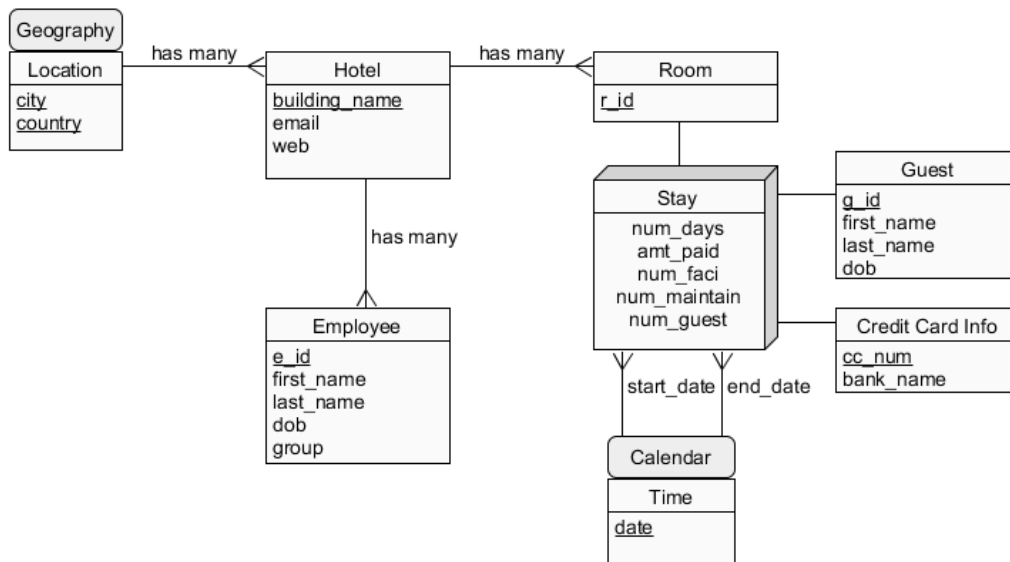 Geography
Location
city
country
has many
Hotel
building_name
email
web
has many
Room
r_id
has many
Employee
e_id
first_name
last_name
dob
group
Stay
num_days
amt_paid
num_faci
num_maintain
num_guest
Guest
g_id
first_name
last_name
dob
Credit Card Info
cc_num
bank_name
start_date
end_date
Calendar
Time
date